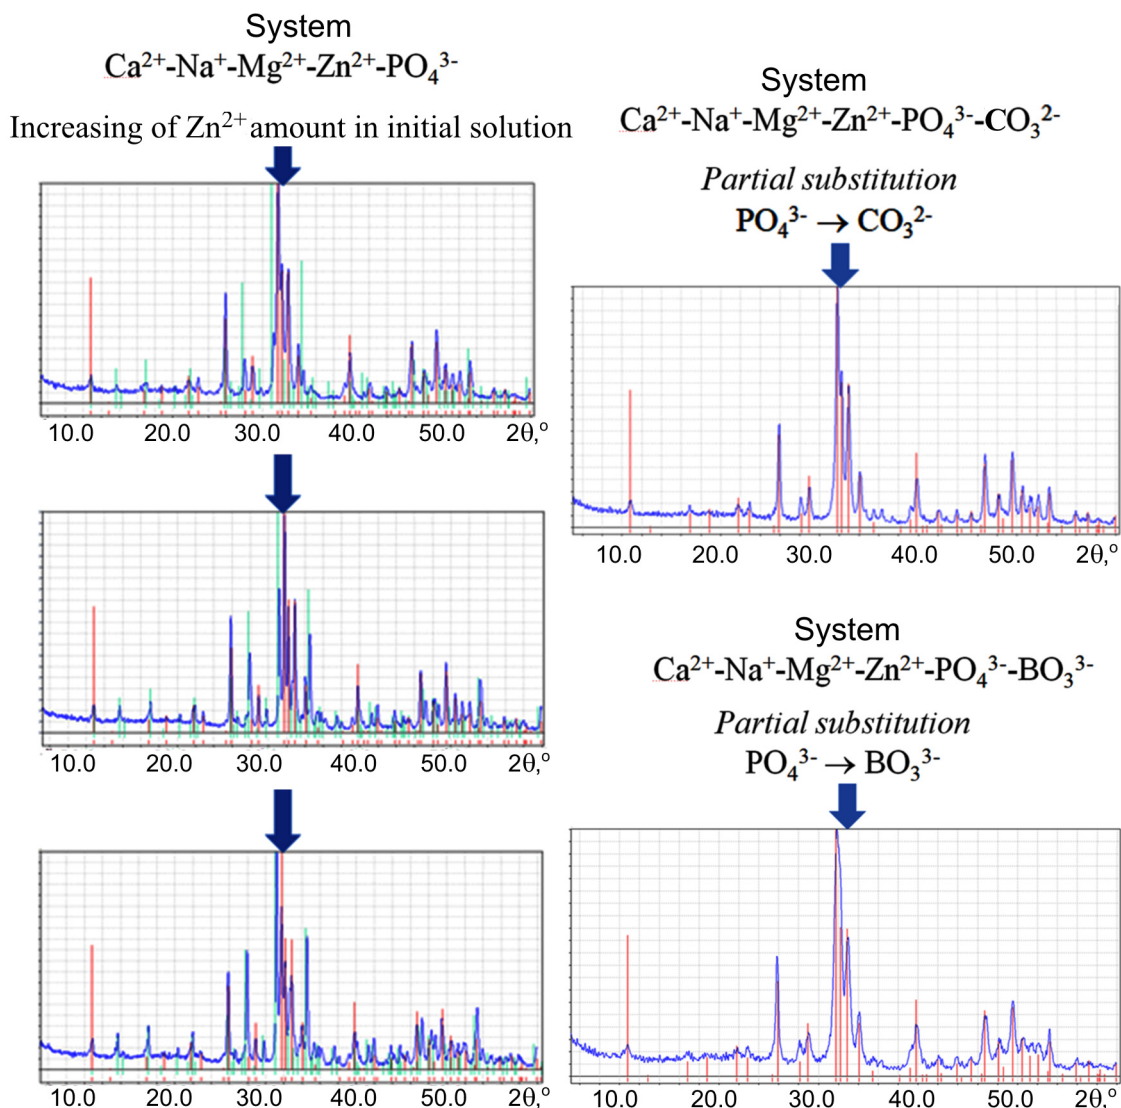 System
Ca²⁺-Na⁺-Mg²⁺-Zn²⁺-PO₄³⁻
Increasing of Zn²⁺ amount in initial solution
10.0 20.0 30.0 40.0 50.0 2θ,°
10.0 20.0 30.0 40.0 50.0 2θ,°
10.0 20.0 30.0 40.0 50.0 2θ,°
System
Ca²⁺-Na⁺-Mg²⁺-Zn²⁺-PO₄³⁻-CO₃²⁻
Partial substitution
PO₄³⁻ → CO₃²⁻
10.0 20.0 30.0 40.0 50.0 2θ,°
System
Ca²⁺-Na⁺-Mg²⁺-Zn²⁺-PO₄³⁻-BO₃³⁻
Partial substitution
PO₄³⁻ → BO₃³⁻
10.0 20.0 30.0 40.0 50.0 2θ,°